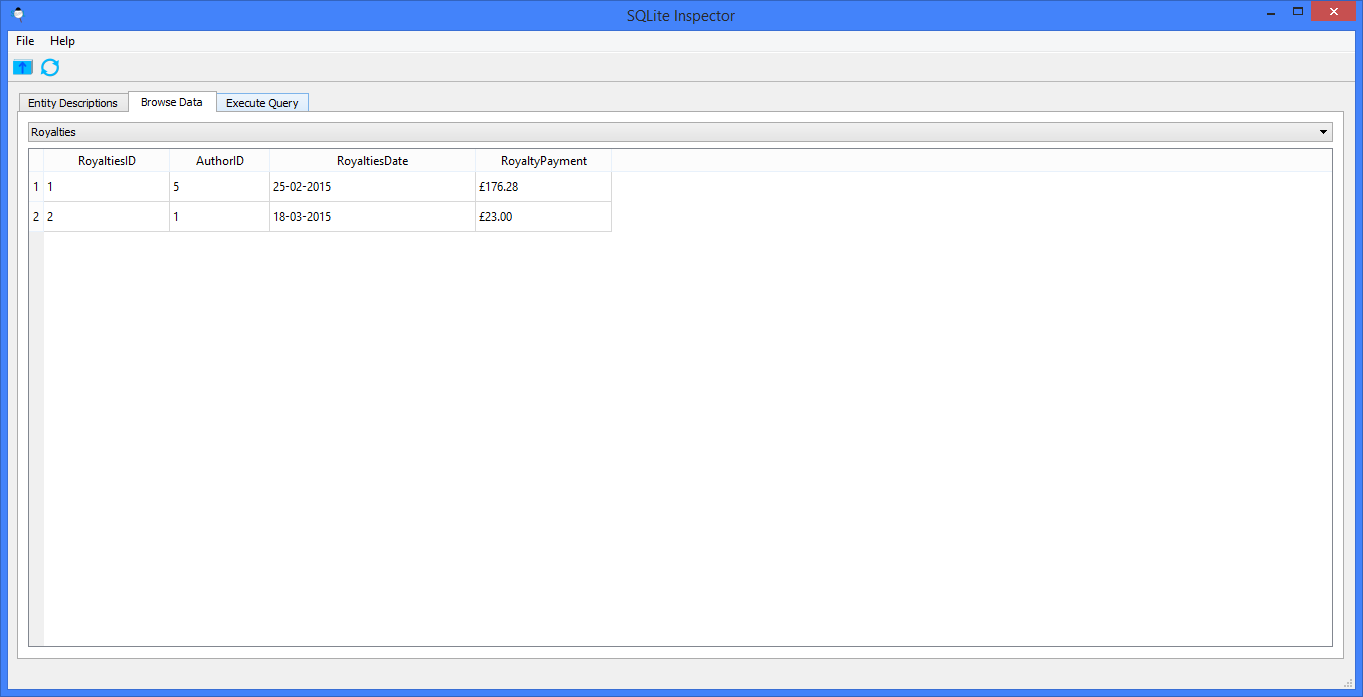 SQLite Inspector
File Help
Entity Descriptions Browse Data Execute Query
Royalties
RoyaltiesID AuthorID RoyaltiesDate RoyaltyPayment
1 1 5 25-02-2015 £176.28
2 2 1 18-03-2015 £23.00